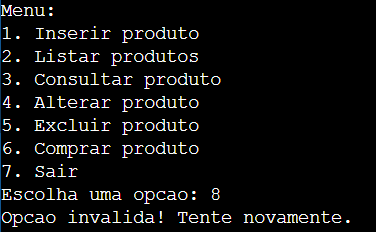 Menu:
1. Inserir produto
2. Listar produtos
3. Consultar produto
4. Alterar produto
5. Excluir produto
6. Comprar produto
7. Sair
Escolha uma opcao: 8
Opcao invalida! Tente novamente.